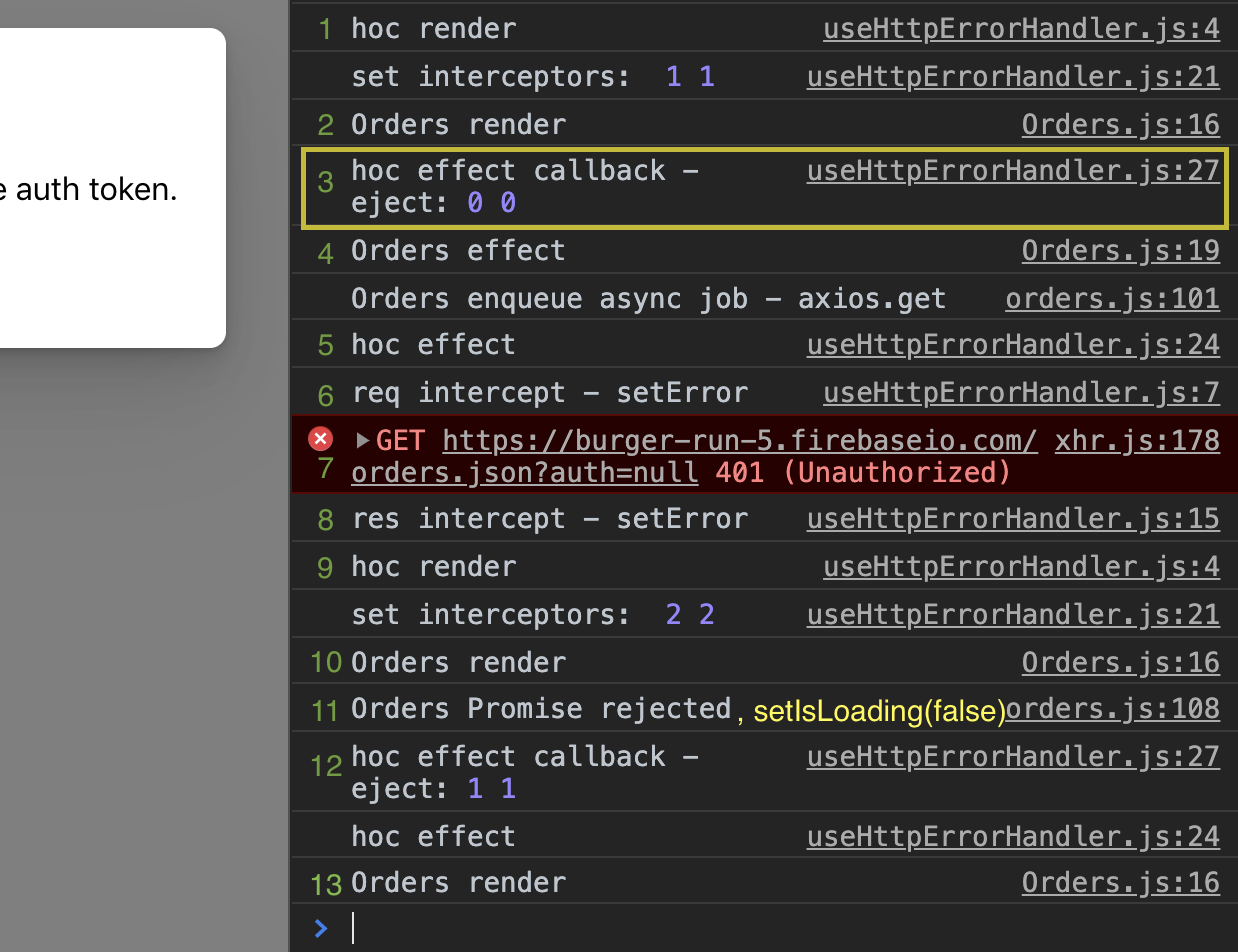 e auth token.
1 hoc render useHttpErrorHandler.js:4
set interceptors: 1 1 useHttpErrorHandler.js:21
2 Orders render Orders.js:16
3 hoc effect callback – useHttpErrorHandler.js:27
eject: 0 0
4 Orders effect Orders.js:19
Orders enqueue async job – axios.get orders.js:101
5 hoc effect useHttpErrorHandler.js:24
6 req intercept – setError useHttpErrorHandler.js:7
GET https://burger-run-5.firebaseio.com/ xhr.js:178
7 orders.json?auth=null 401 (Unauthorized)
8 res intercept – setError useHttpErrorHandler.js:15
9 hoc render useHttpErrorHandler.js:4
set interceptors: 2 2 useHttpErrorHandler.js:21
10 Orders render Orders.js:16
11 Orders Promise rejected, setIsLoading(false) orders.js:108
12 hoc effect callback – useHttpErrorHandler.js:27
eject: 1 1
hoc effect useHttpErrorHandler.js:24
13 Orders render Orders.js:16